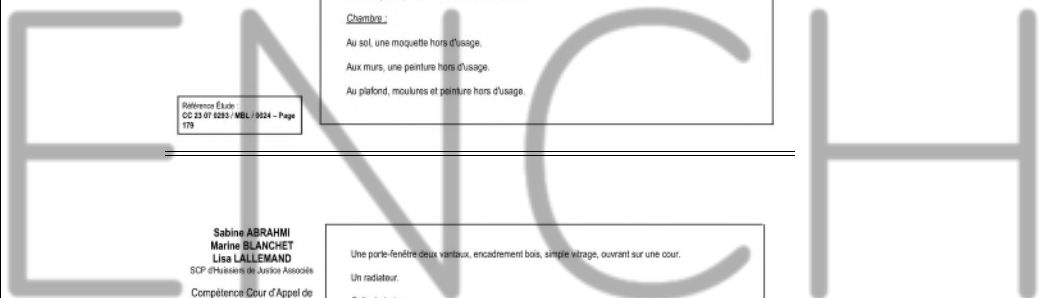 ENCH
Chambre :
Au sol, une moquette hors d'usage.
Aux murs, une peinture hors d'usage.
Au plafond, moulures et peinture hors d'usage.
Référence Étude :
CC 23 07 0293 / MBL / 0024 – Page
179
Sabine ABRAHMI
Marine BLANCHET
Lisa LALLEMAND
SCP d'Huissiers de Justice Associés
Compétence Cour d'Appel de
Une porte-fenêtre deux vantaux, encadrement bois, simple vitrage, ouvrant sur une cour.
Un radiateur.